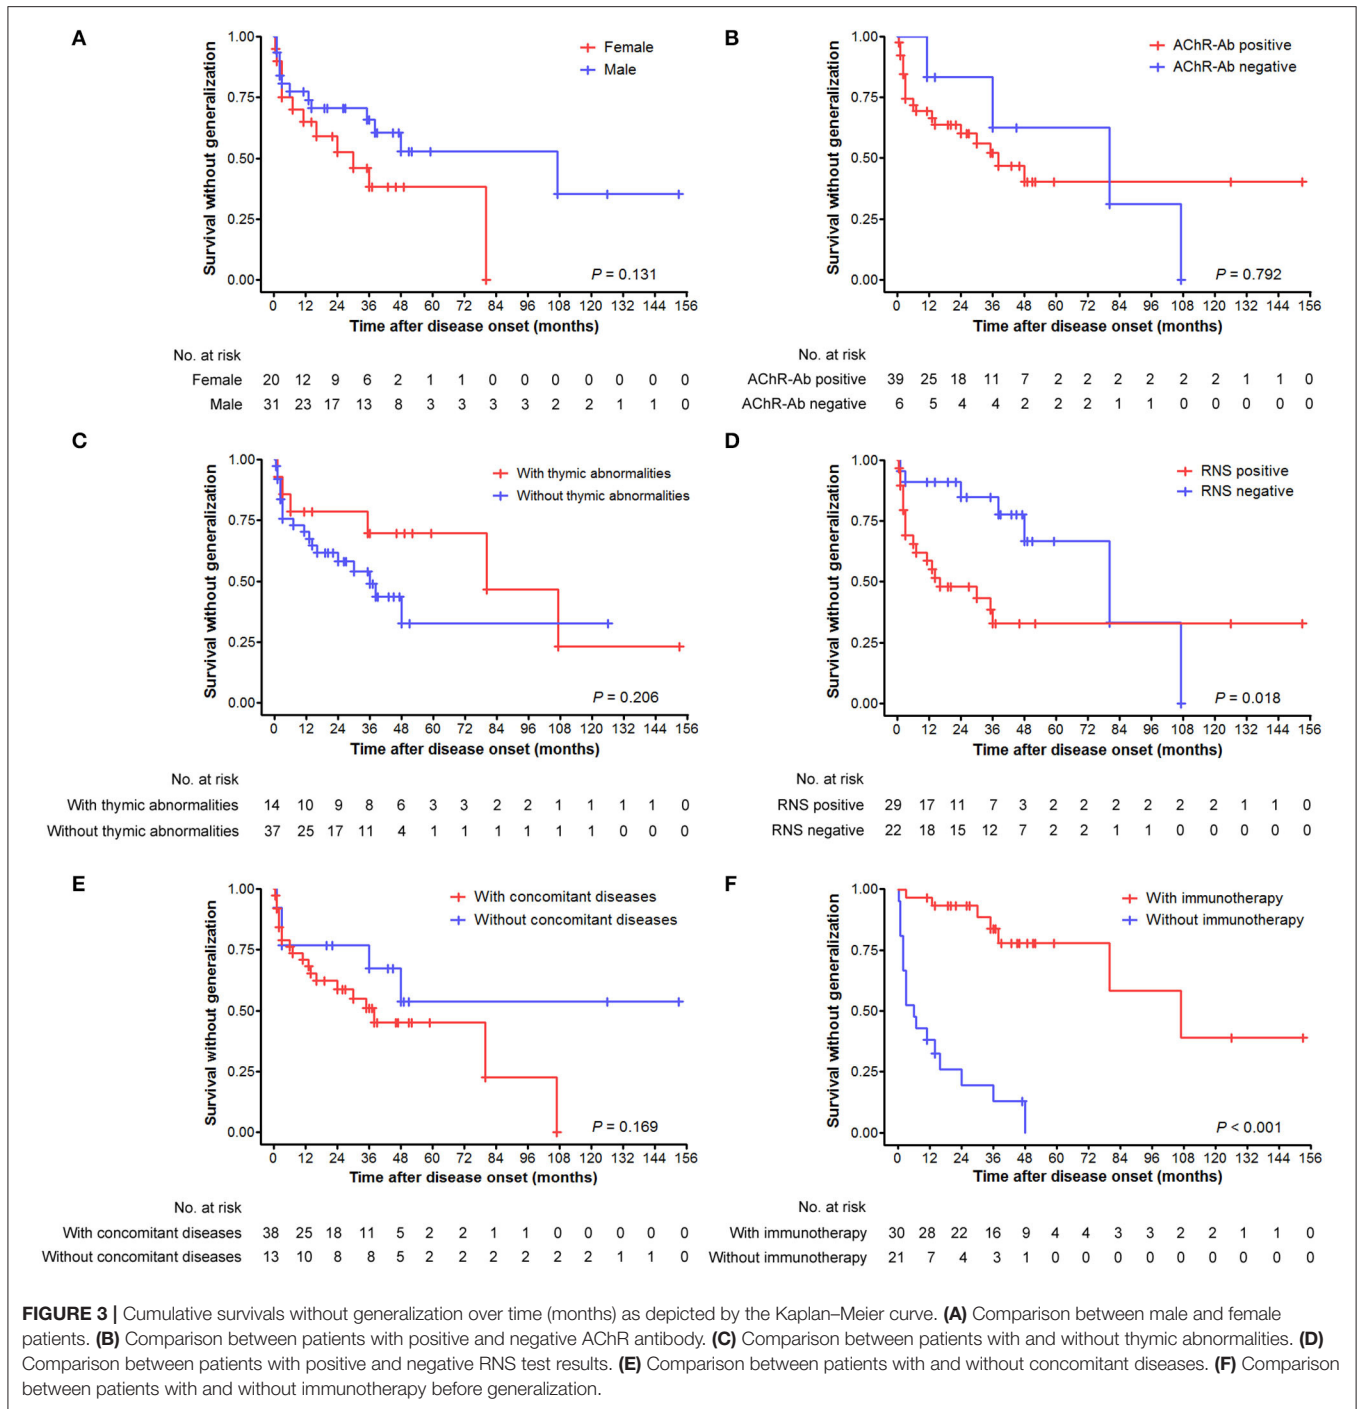 A
1.00
0.75
0.50
0.25
0.00
Survival without generalization
Female
Male
P = 0.131
0 12 24 36 48 60 72 84 96 108 120 132 144 156
Time after disease onset (months)
No. at risk
Female 20 12 9 6 2 1 1 0 0 0 0 0 0 0
Male 31 23 17 13 8 3 3 3 3 2 2 1 1 0
B
1.00
0.75
0.50
0.25
0.00
Survival without generalization
AChR-Ab positive
AChR-Ab negative
P = 0.792
0 12 24 36 48 60 72 84 96 108 120 132 144 156
Time after disease onset (months)
No. at risk
AChR-Ab positive 39 25 18 11 7 2 2 2 2 2 2 1 1 0
AChR-Ab negative 6 5 4 4 2 2 2 1 1 0 0 0 0 0
C
1.00
0.75
0.50
0.25
0.00
Survival without generalization
With thymic abnormalities
Without thymic abnormalities
P = 0.206
0 12 24 36 48 60 72 84 96 108 120 132 144 156
Time after disease onset (months)
No. at risk
With thymic abnormalities 14 10 9 8 6 3 3 2 2 1 1 1 1 0
Without thymic abnormalities 37 25 17 11 4 1 1 1 1 1 1 0 0 0
D
1.00
0.75
0.50
0.25
0.00
Survival without generalization
RNS positive
RNS negative
P = 0.018
0 12 24 36 48 60 72 84 96 108 120 132 144 156
Time after disease onset (months)
No. at risk
RNS positive 29 17 11 7 3 2 2 2 2 2 2 1 1 0
RNS negative 22 18 15 12 7 2 2 1 1 0 0 0 0 0
E
1.00
0.75
0.50
0.25
0.00
Survival without generalization
With concomitant diseases
Without concomitant diseases
P = 0.169
0 12 24 36 48 60 72 84 96 108 120 132 144 156
Time after disease onset (months)
No. at risk
With concomitant diseases 38 25 18 11 5 2 2 1 1 0 0 0 0 0
Without concomitant diseases 13 10 8 8 5 2 2 2 2 2 2 1 1 0
F
1.00
0.75
0.50
0.25
0.00
Survival without generalization
With immunotherapy
Without immunotherapy
P < 0.001
0 12 24 36 48 60 72 84 96 108 120 132 144 156
Time after disease onset (months)
No. at risk
With immunotherapy 30 28 22 16 9 4 4 3 3 2 2 1 1 0
Without immunotherapy 21 7 4 3 1 0 0 0 0 0 0 0 0 0
FIGURE 3 | Cumulative survivals without generalization over time (months) as depicted by the Kaplan–Meier curve. (A) Comparison between male and female
patients. (B) Comparison between patients with positive and negative AChR antibody. (C) Comparison between patients with and without thymic abnormalities. (D)
Comparison between patients with positive and negative RNS test results. (E) Comparison between patients with and without concomitant diseases. (F) Comparison
between patients with and without immunotherapy before generalization.